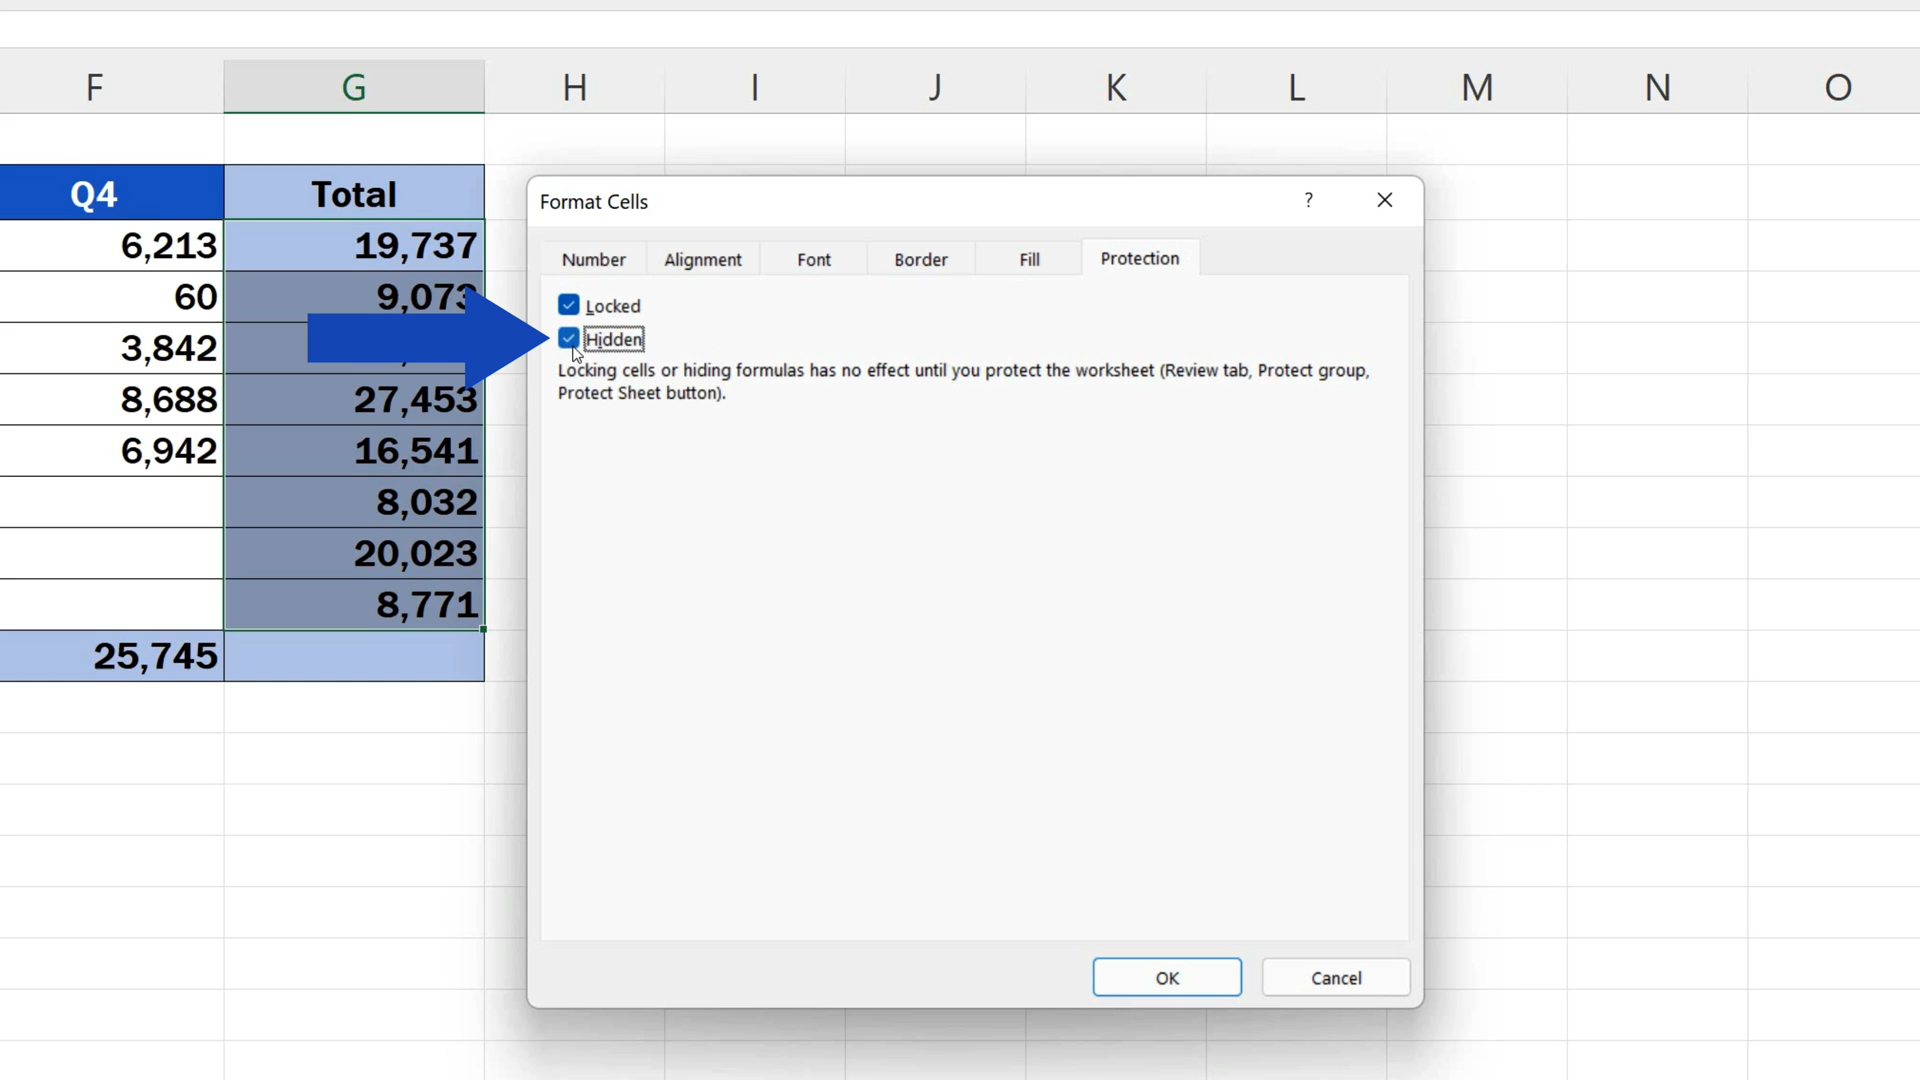 F G H I J K L M N O
Q4 Total
Format Cells ?
Number Alignment Font Border Fill Protection
Locked
Hidden
Locking cells or hiding formulas has no effect until you protect the worksheet (Review tab, Protect group,
Protect Sheet button).
6,213 19,737
60 9,073
3,842
8,688 27,453
6,942 16,541
8,032
20,023
8,771
25,745
OK Cancel